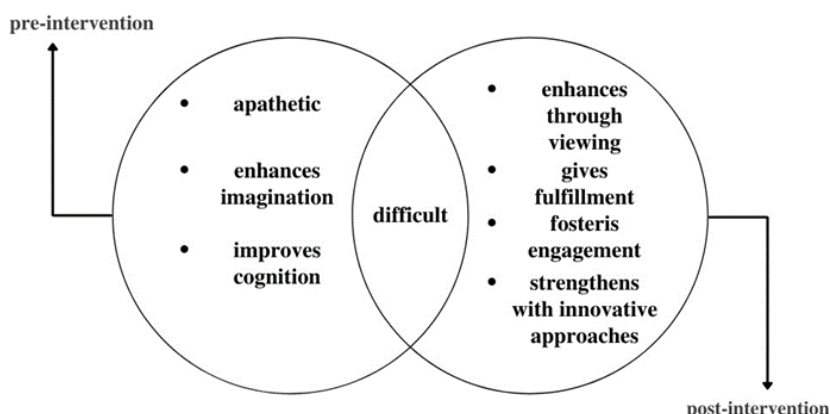 pre-intervention
• apathetic
• enhances
imagination
• improves
cognition
difficult
• enhances
through
viewing
• gives
fulfillment
• fosteris
engagement
• strengthens
with innovative
approaches
post-intervention